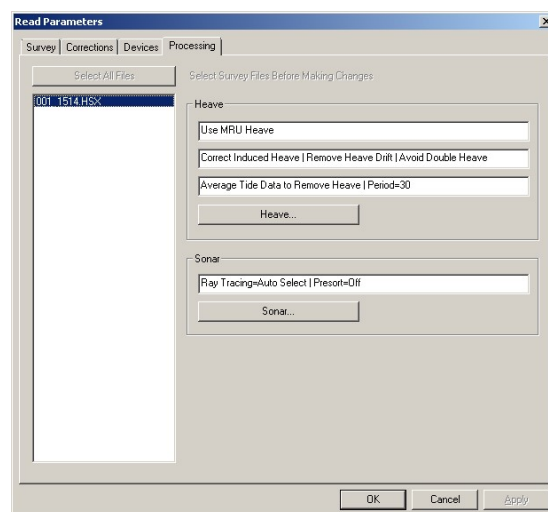 Read Parameters
Survey Corrections Devices Processing
Select All Files Select Survey Files Before Making Changes
001_1514.HSX
Heave
Use MRU Heave
Correct Induced Heave | Remove Heave Drift | Avoid Double Heave
Average Tide Data to Remove Heave | Period=30
Heave...
Sonar
Ray Tracing=Auto Select | Presort=Off
Sonar...
OK Cancel Apply